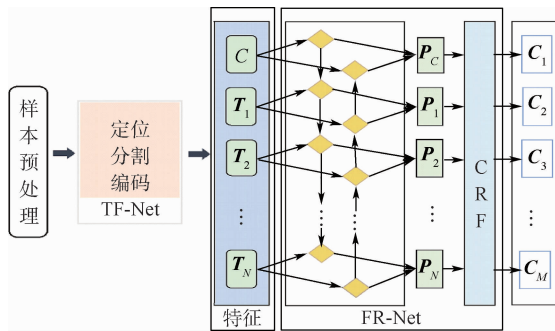 样本预处理
定位
分割
编码
TF-Net
C
T1
T2
⋮
TN
特征
⋮ ⋮
PC
P1
P2
⋮
PN
FR-Net
CRF
C1
C2
C3
⋮
CM